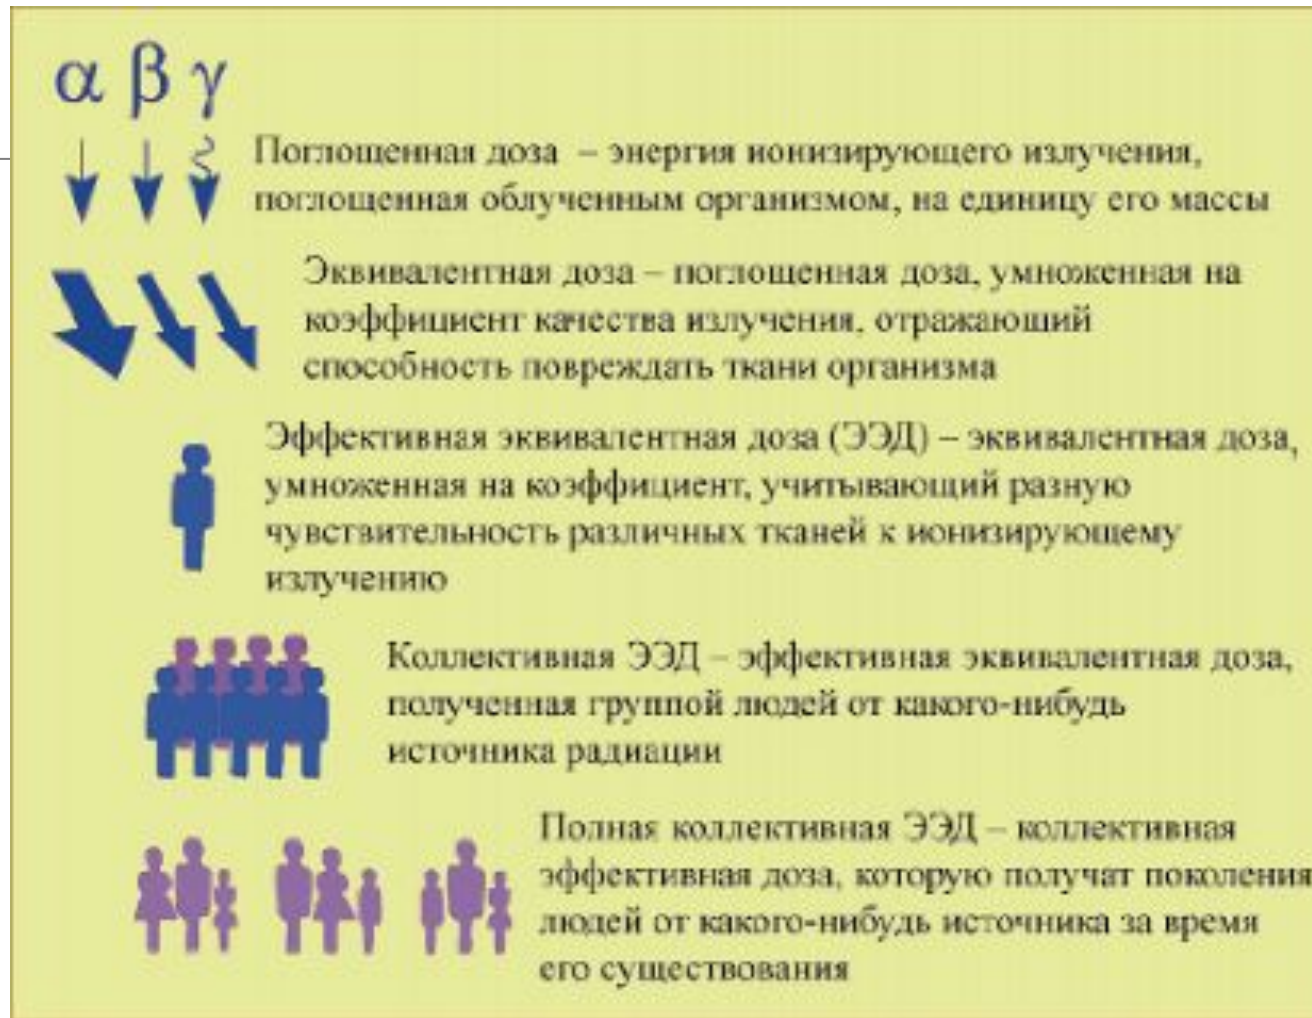 α β γ
Поглощенная доза – энергия ионизирующего излучения,
поглощенная облученным организмом, на единицу его массы
Эквивалентная доза – поглощенная доза, умноженная на
коэффициент качества излучения, отражающий
способность повреждать ткани организма
Эффективная эквивалентная доза (ЭЭД) – эквивалентная доза,
умноженная на коэффициент, учитывающий разную
чувствительность различных тканей к ионизирующему
излучению
Коллективная ЭЭД – эффективная эквивалентная доза,
полученная группой людей от какого-нибудь
источника радиации
Полная коллективная ЭЭД – коллективная
эффективная доза, которую получат поколения
людей от какого-нибудь источника за время
его существования